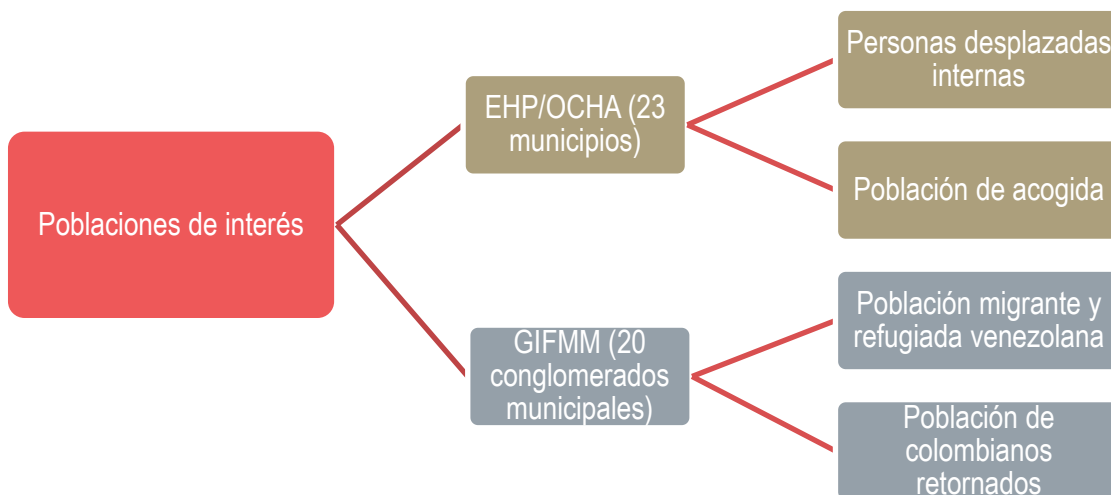 Poblaciones de interés
EHP/OCHA (23
municipios)
Personas desplazadas
internas
Población de acogida
GIFMM (20
conglomerados
municipales)
Población migrante y
refugiada venezolana
Población de
colombianos
retornados